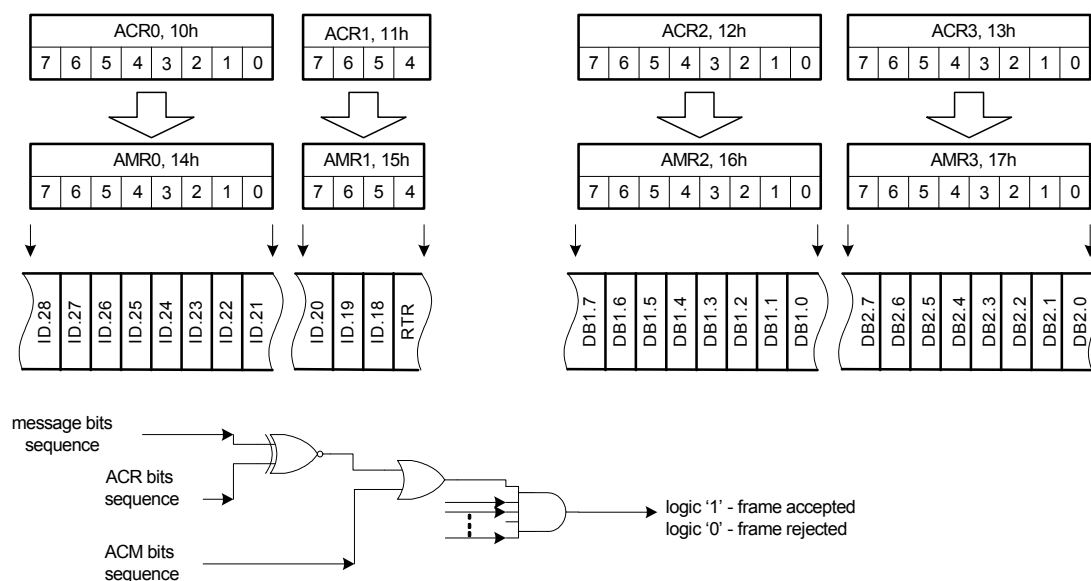 ACR0, 10h ACR1, 11h ACR2, 12h ACR3, 13h
7 6 5 4 3 2 1 0 7 6 5 4 7 6 5 4 3 2 1 0 7 6 5 4 3 2 1 0
AMR0, 14h AMR1, 15h AMR2, 16h AMR3, 17h
7 6 5 4 3 2 1 0 7 6 5 4 7 6 5 4 3 2 1 0 7 6 5 4 3 2 1 0
ID.28 ID.27 ID.26 ID.25 ID.24 ID.23 ID.22 ID.21 ID.20 ID.19 ID.18 RTR DB1.7 DB1.6 DB1.5 DB1.4 DB1.3 DB1.2 DB1.1 DB1.0 DB2.7 DB2.6 DB2.5 DB2.4 DB2.3 DB2.2 DB2.1 DB2.0
message bits
sequence
ACR bits
sequence
logic ‘1’ - frame accepted
logic ‘0’ - frame rejected
ACM bits
sequence